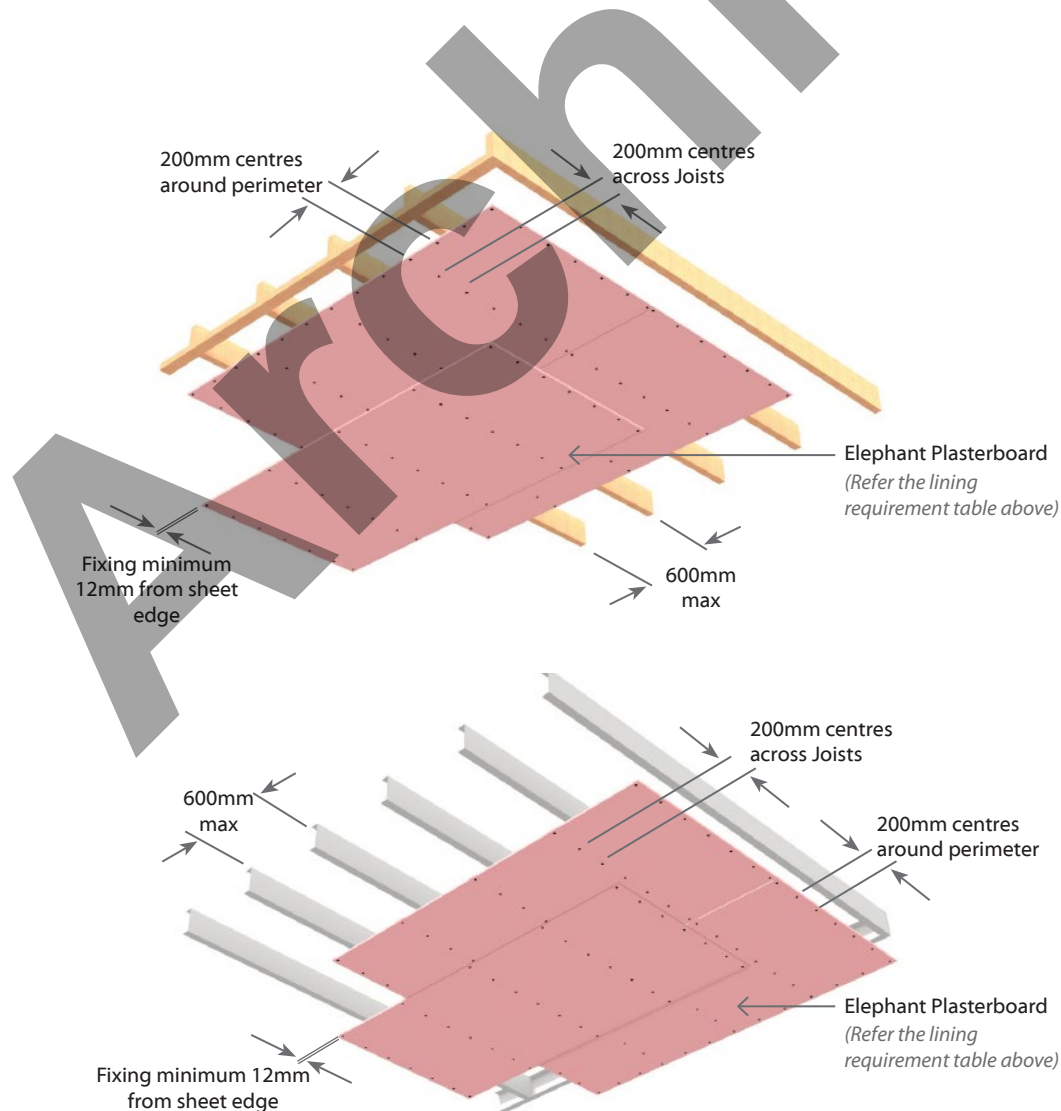 200mm centres
around perimeter
200mm centres
across Joists
Elephant Plasterboard
(Refer the lining
requirement table above)
Fixing minimum
12mm from sheet
edge
600mm
max
Archi
200mm centres
across Joists
600mm
max
200mm centres
around perimeter
Elephant Plasterboard
(Refer the lining
requirement table above)
Fixing minimum 12mm
from sheet edge